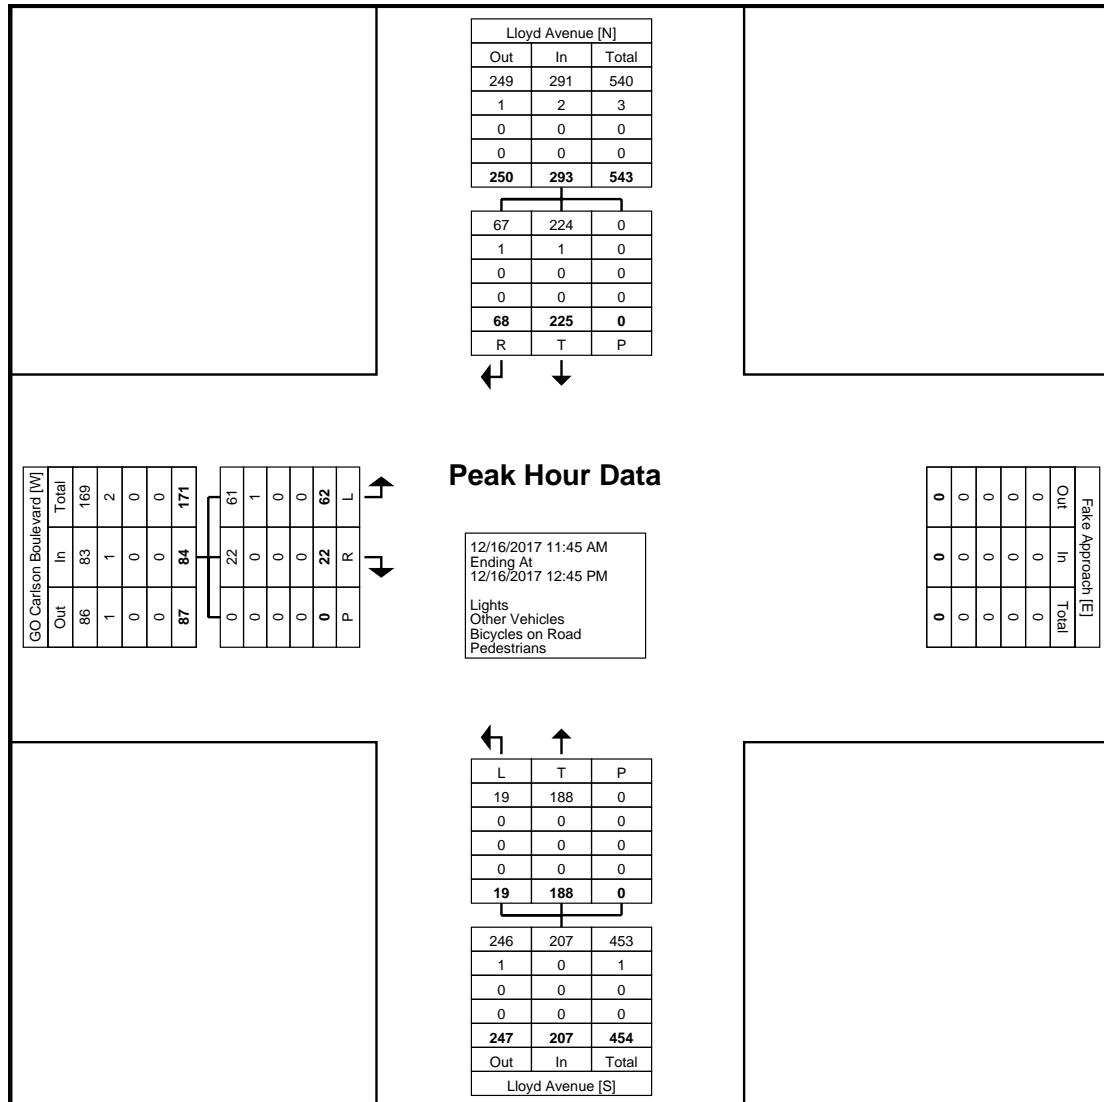 Lloyd Avenue [N]
Out In Total
249 291 540
1 2 3
0 0 0
0 0 0
250 293 543
67 224 0
1 1 0
0 0 0
0 0 0
68 225 0
R T P
GO Carlson Boulevard [W]
Total 169 2 0 0 171
In 83 1 0 0 84
Out 86 1 0 0 87
61 1 0 0 62 L
22 0 0 0 22 R
0 0 0 0 0 P
Peak Hour Data
12/16/2017 11:45 AM
Ending At
12/16/2017 12:45 PM
Lights
Other Vehicles
Bicycles on Road
Pedestrians
Fake Approach [E]
Out In Total
0 0 0
0 0 0
0 0 0
0 0 0
0 0 0
L T P
19 188 0
0 0 0
0 0 0
0 0 0
19 188 0
246 207 453
1 0 1
0 0 0
0 0 0
247 207 454
Out In Total
Lloyd Avenue [S]